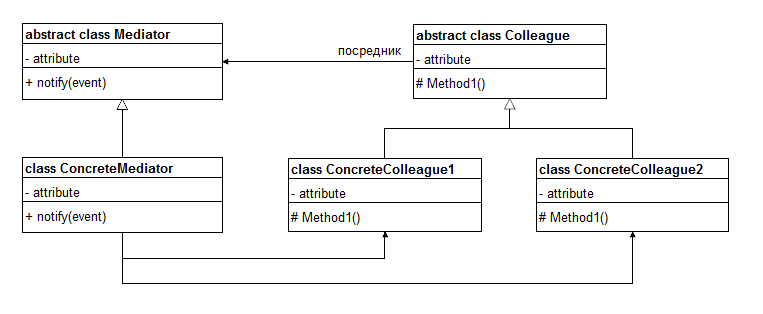 abstract class Mediator
- attribute
+ notify(event)
посредник
abstract class Colleague
- attribute
# Method1()
class ConcreteMediator
- attribute
+ notify(event)
class ConcreteColleague1
- attribute
# Method1()
class ConcreteColleague2
- attribute
# Method1()